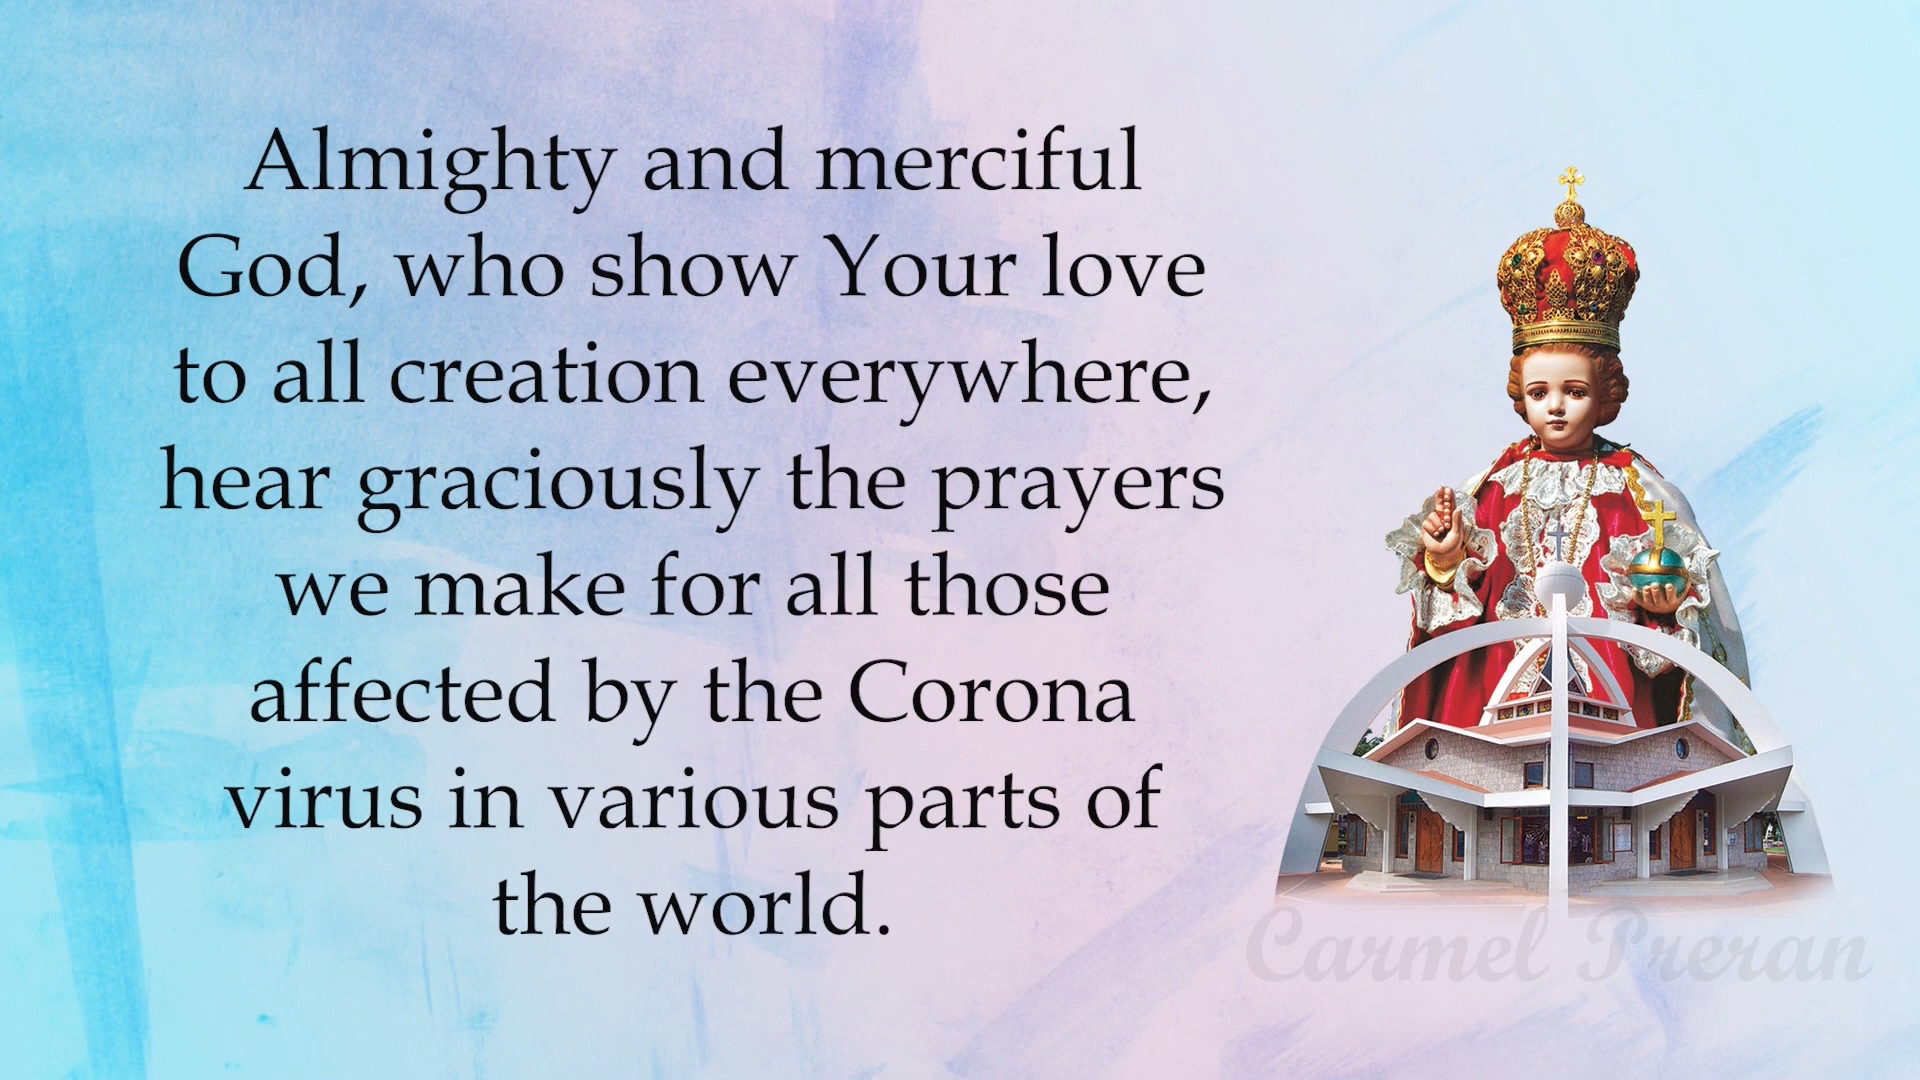 Almighty and merciful
God, who show Your love
to all creation everywhere,
hear graciously the prayers
we make for all those
affected by the Corona
virus in various parts of
the world.
Carmel Preran